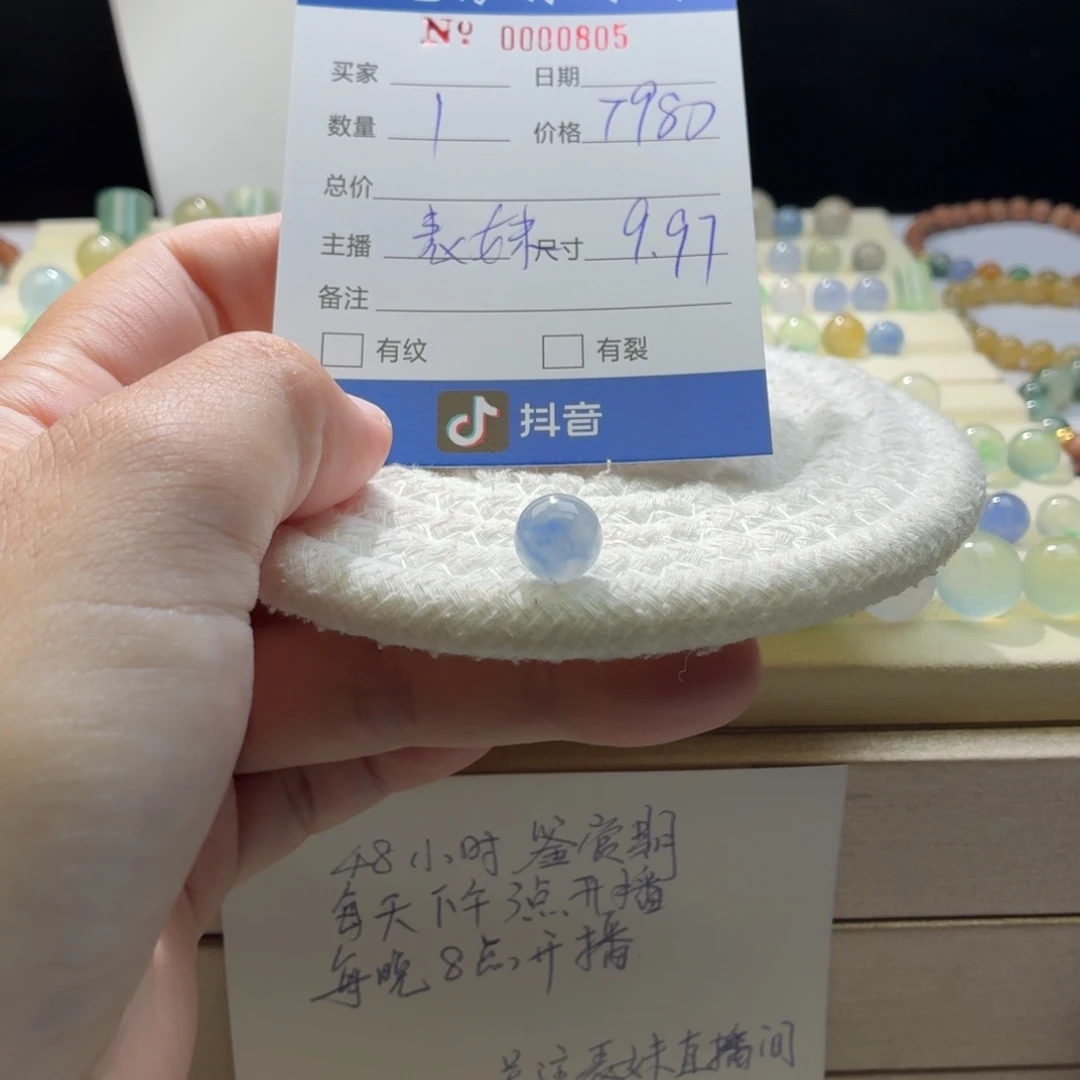 Nº 0000805
买家 日期
数量 1 价格 T980
总价
主播 表妹 尺寸 9.97
备注
有纹 有裂
抖音
48小时鉴赏期
每天下午3点开播
每晚8点开播
关注表妹直播间